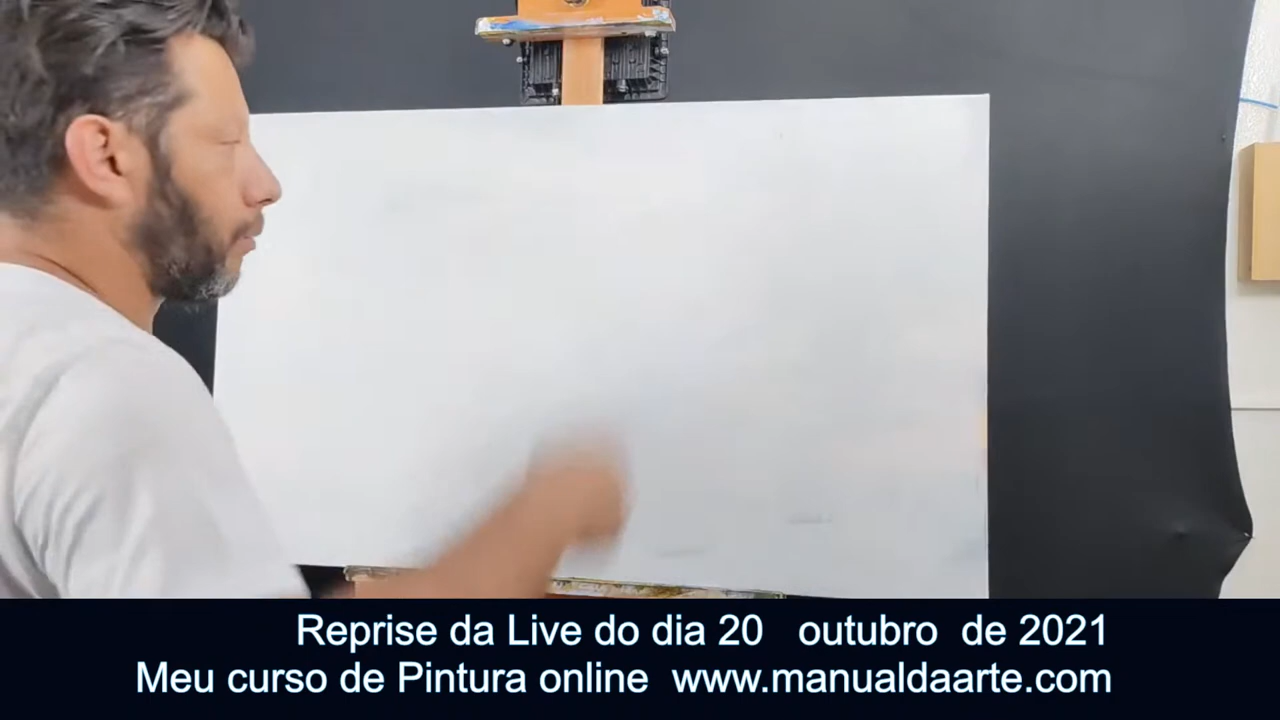 Reprise da Live do dia 20 outubro de 2021
Meu curso de Pintura online www.manualdaarte.com